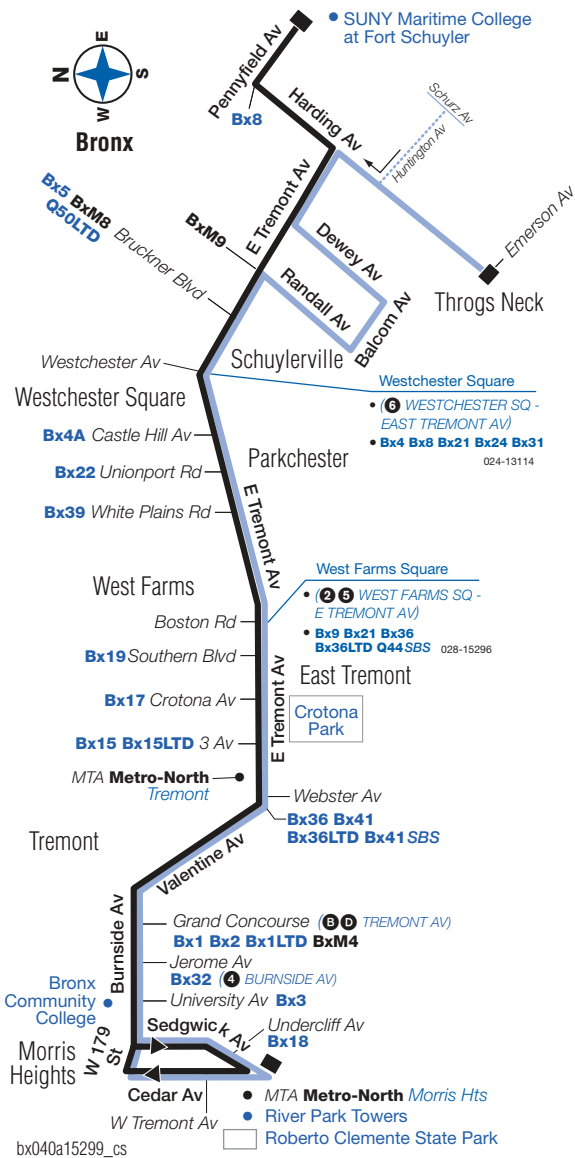 SUNY Maritime College
at Fort Schuyler
E
N
S
W
Bronx
Pennyfield Av
Bx8
Harding Av
Schurz Av
Huntington Av
Emerson Av
Throgs Neck
Bx5 BxM8
Q50LTD
Bruckner Blvd
BxM9
E Tremont Av
Dewey Av
Randall Av
Balcom Av
Schuylerville
Westchester Av
Westchester Square
Westchester Square
(6 WESTCHESTER SQ -
EAST TREMONT AV)
Bx4 Bx8 Bx21 Bx24 Bx31
024-13114
Bx4A Castle Hill Av
Parkchester
Bx22 Unionport Rd
Bx39 White Plains Rd
E Tremont Av
West Farms
West Farms Square
(2 5 WEST FARMS SQ -
E TREMONT AV)
Bx9 Bx21 Bx36
Bx36LTD Q44SBS 028-15296
Boston Rd
Bx19 Southern Blvd
East Tremont
Bx17 Crotona Av
Crotona
Park
E Tremont Av
Bx15 Bx15LTD 3 Av
MTA Metro-North
Tremont
Webster Av
Bx36 Bx41
Bx36LTD Bx41SBS
Tremont
Valentine Av
Burnside Av
Grand Concourse (B D TREMONT AV)
Bx1 Bx2 Bx1LTD BxM4
Jerome Av
Bx32 (4 BURNSIDE AV)
University Av Bx3
Bronx
Community
College
Sedgwick Av
Undercliff Av
Bx18
Morris
Heights
W 179
St
Cedar Av
W Tremont Av
MTA Metro-North Morris Hts
River Park Towers
Roberto Clemente State Park
bx040a15299_cs